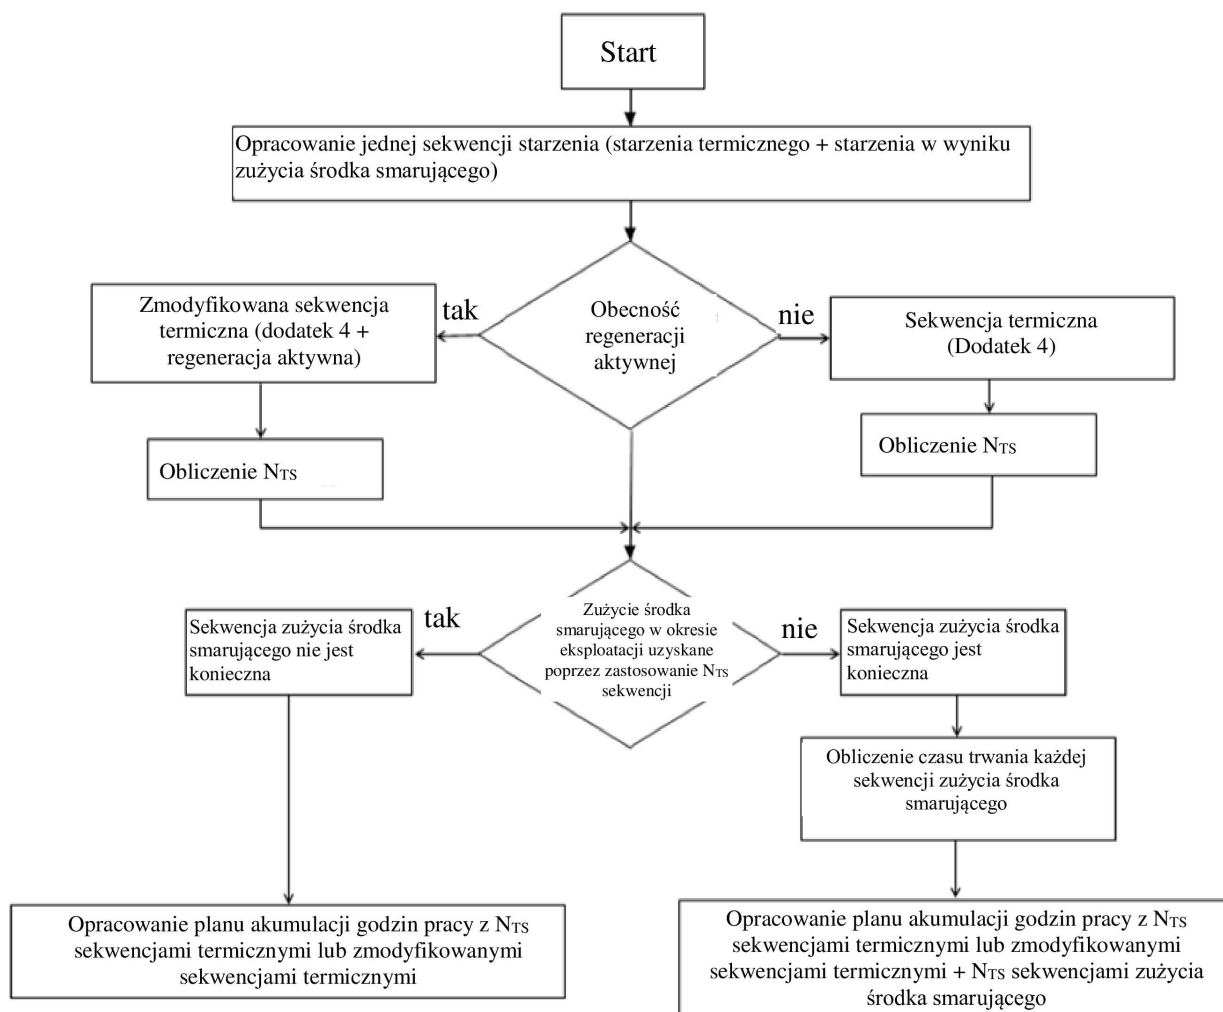 Start
Opracowanie jednej sekwencji starzenia (starzenia termicznego + starzenia w wyniku
zużycia środka smarującego)
Obecność
regeneracji
aktywnej
tak
nie
Zmodyfikowana sekwencja
termiczna (dodatek 4 +
regeneracja aktywna)
Sekwencja termiczna
(Dodatek 4)
Obliczenie NTS
Obliczenie NTS
Zużycie środka
smarującego w okresie
eksploatacji uzyskane
poprzez zastosowanie NTS
sekwencji
tak
nie
Sekwencja zużycia środka
smarującego nie jest
konieczna
Sekwencja zużycia środka
smarującego jest
konieczna
Obliczenie czasu trwania każdej
sekwencji zużycia środka
smarującego
Opracowanie planu akumulacji godzin pracy z NTS
sekwencjami termicznymi lub zmodyfikowanymi
sekwencjami termicznymi
Opracowanie planu akumulacji godzin pracy z NTS
sekwencjami termicznymi lub zmodyfikowanymi
sekwencjami termicznymi + NTS sekwencjami zużycia
środka smarującego